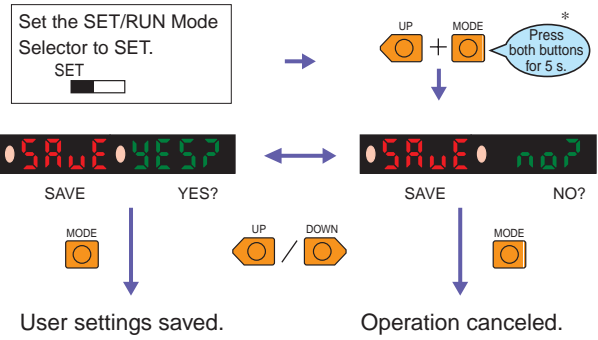 Set the SET/RUN Mode
Selector to SET.
SET
UP
MODE
*
Press
both buttons
for 5 s.
SAvE YES?
SAvE no?
SAVE YES?
SAVE NO?
MODE
UP
DOWN
MODE
User settings saved.
Operation canceled.